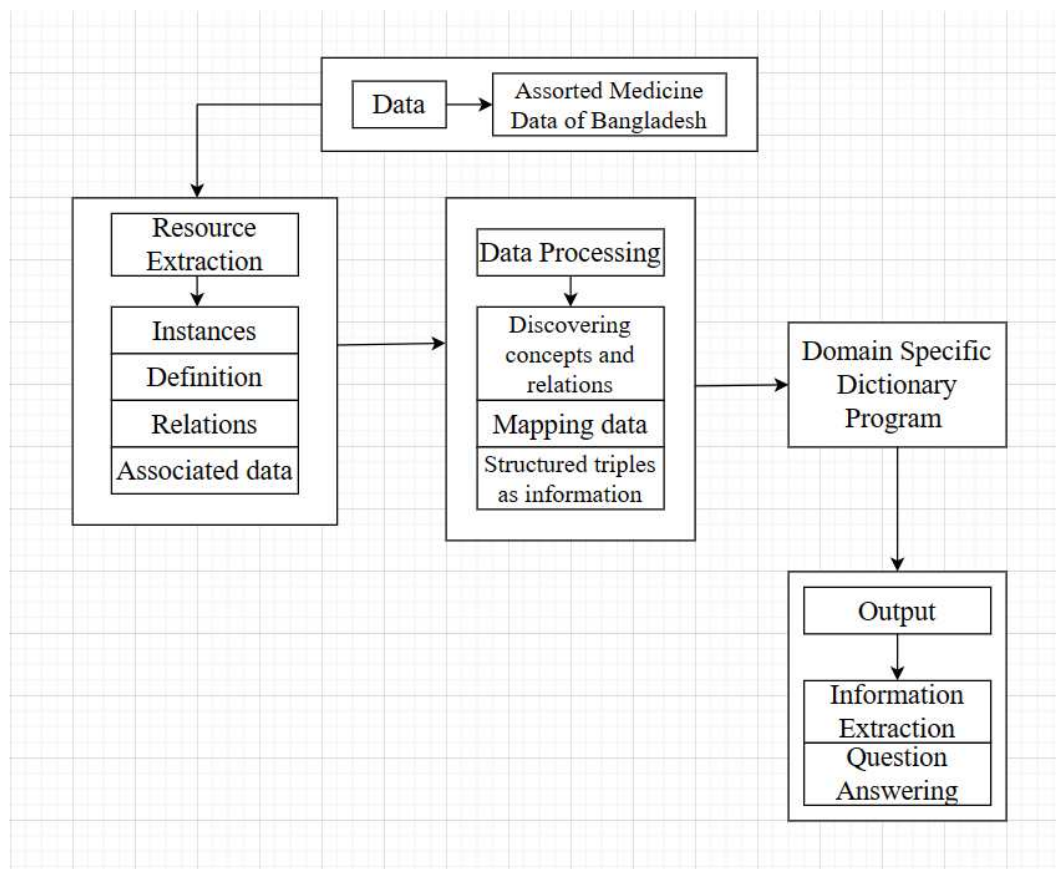 Data
Assorted Medicine
Data of Bangladesh
Resource
Extraction
Instances
Definition
Relations
Associated data
Data Processing
Discovering
concepts and
relations
Mapping data
Structured triples
as information
Domain Specific
Dictionary
Program
Output
Information
Extraction
Question
Answering